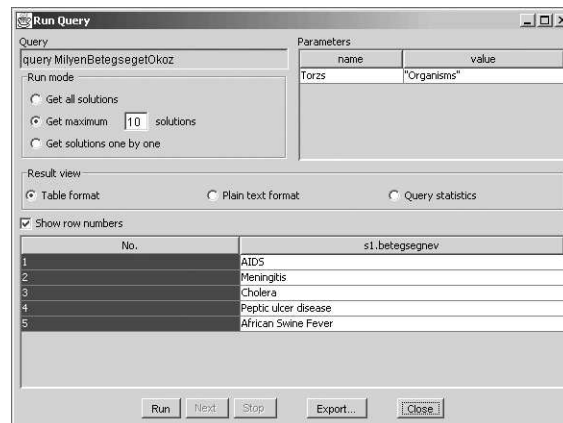 Run Query
Query
query MilyenBetegsegetOkoz
Run mode
Get all solutions
Get maximum 10 solutions
Get solutions one by one
Parameters
name value
Torzs "Organisms"
Result view
Table format Plain text format Query statistics
Show row numbers
No. s1.betegsegnev
1 AIDS
2 Meningitis
3 Cholera
4 Peptic ulcer disease
5 African Swine Fever
Run Next Stop Export... Close